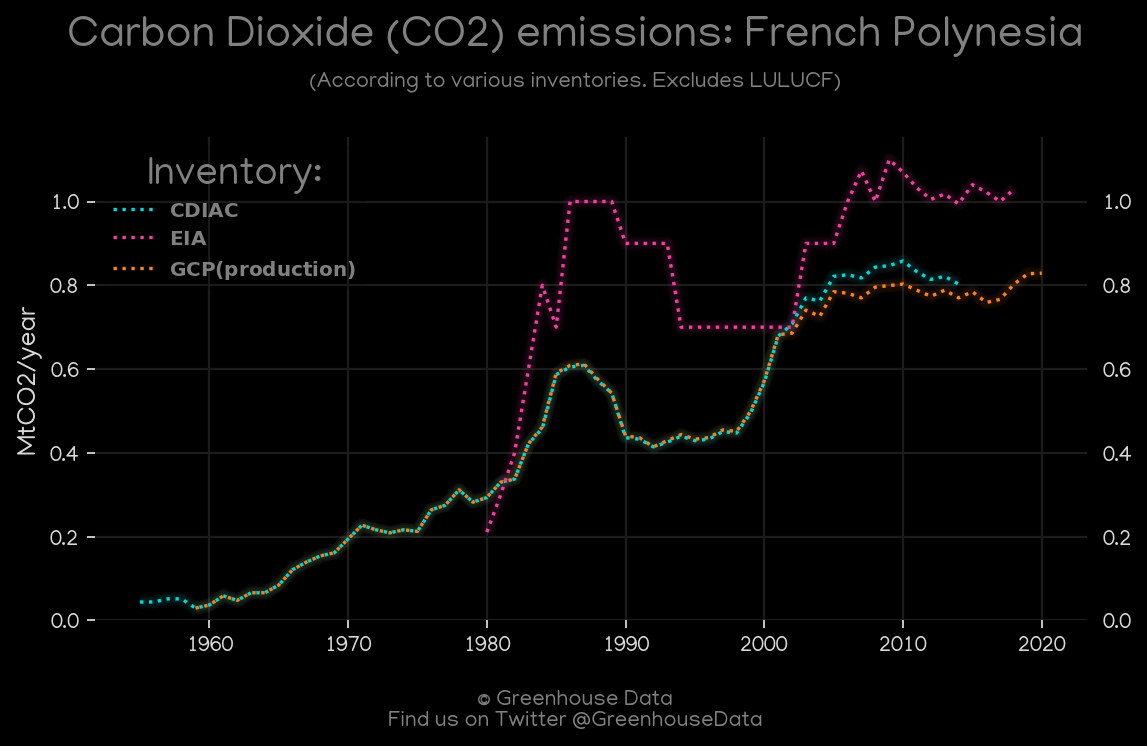 Carbon Dioxide (CO2) emissions: French Polynesia
(According to various inventories. Excludes LULUCF)
Inventory:
CDIAC
EIA
GCP(production)
MtCO2/year
1.0
0.8
0.6
0.4
0.2
0.0
1.0
0.8
0.6
0.4
0.2
0.0
1960 1970 1980 1990 2000 2010 2020
© Greenhouse Data
Find us on Twitter @GreenhouseData